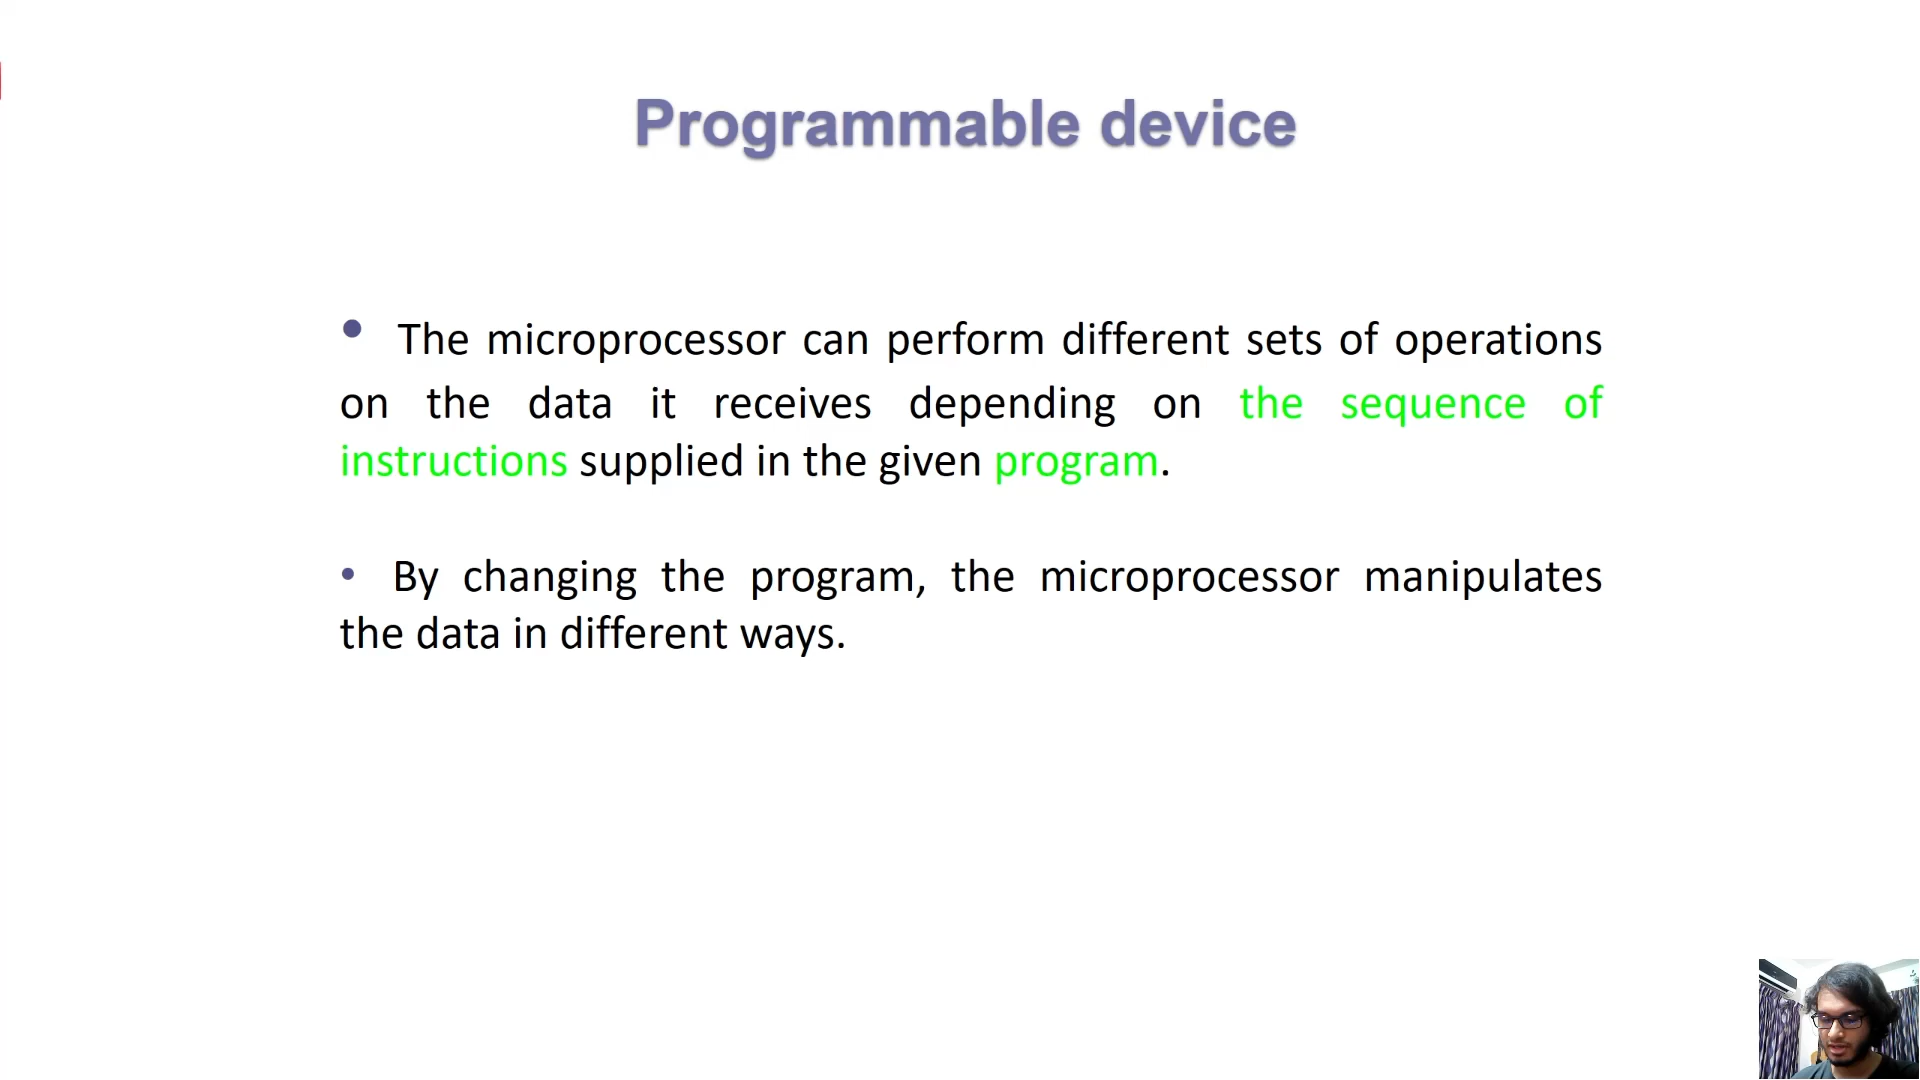 Programmable device
• The microprocessor can perform different sets of operations
on the data it receives depending on the sequence of
instructions supplied in the given program.
• By changing the program, the microprocessor manipulates
the data in different ways.